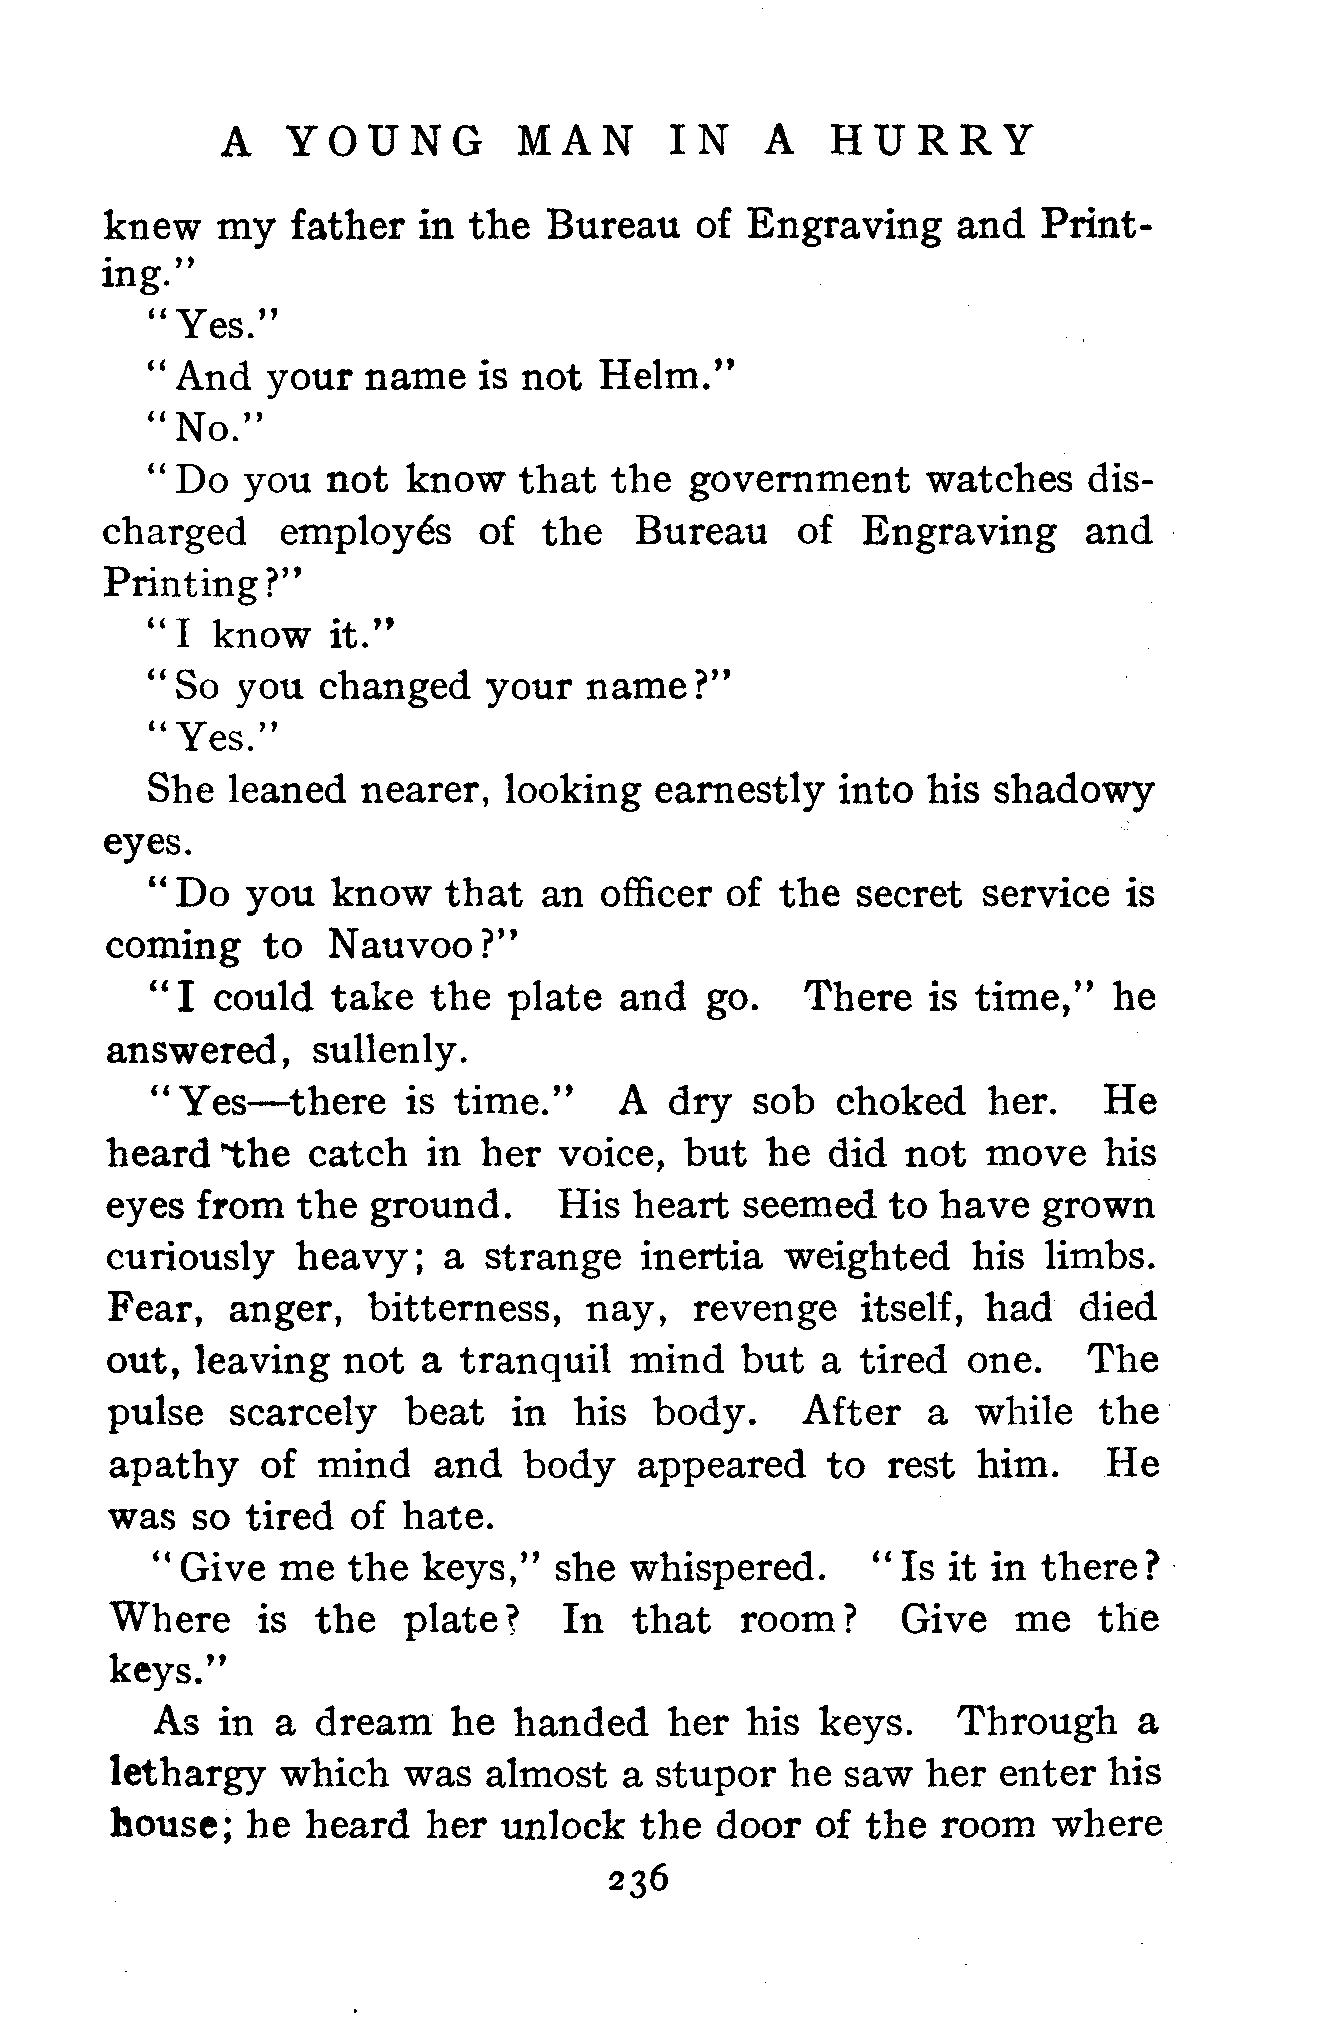 A YOUNG MAN IN A HURRY
knew my father in the Bureau of Engraving and Print-
ing."
"Yes."
"And your name is not Helm."
"No."
"Do you not know that the government watches dis-
charged employés of the Bureau of Engraving and
Printing?"
"I know it."
"So you changed your name?"
"Yes."
She leaned nearer, looking earnestly into his shadowy
eyes.
"Do you know that an officer of the secret service is
coming to Nauvoo?"
"I could take the plate and go. There is time," he
answered, sullenly.
"Yes—there is time." A dry sob choked her. He
heard the catch in her voice, but he did not move his
eyes from the ground. His heart seemed to have grown
curiously heavy; a strange inertia weighted his limbs.
Fear, anger, bitterness, nay, revenge itself, had died
out, leaving not a tranquil mind but a tired one. The
pulse scarcely beat in his body. After a while the
apathy of mind and body appeared to rest him. He
was so tired of hate.
"Give me the keys," she whispered. "Is it in there?
Where is the plate? In that room? Give me the
keys."
As in a dream he handed her his keys. Through a
lethargy which was almost a stupor he saw her enter his
house; he heard her unlock the door of the room where
236